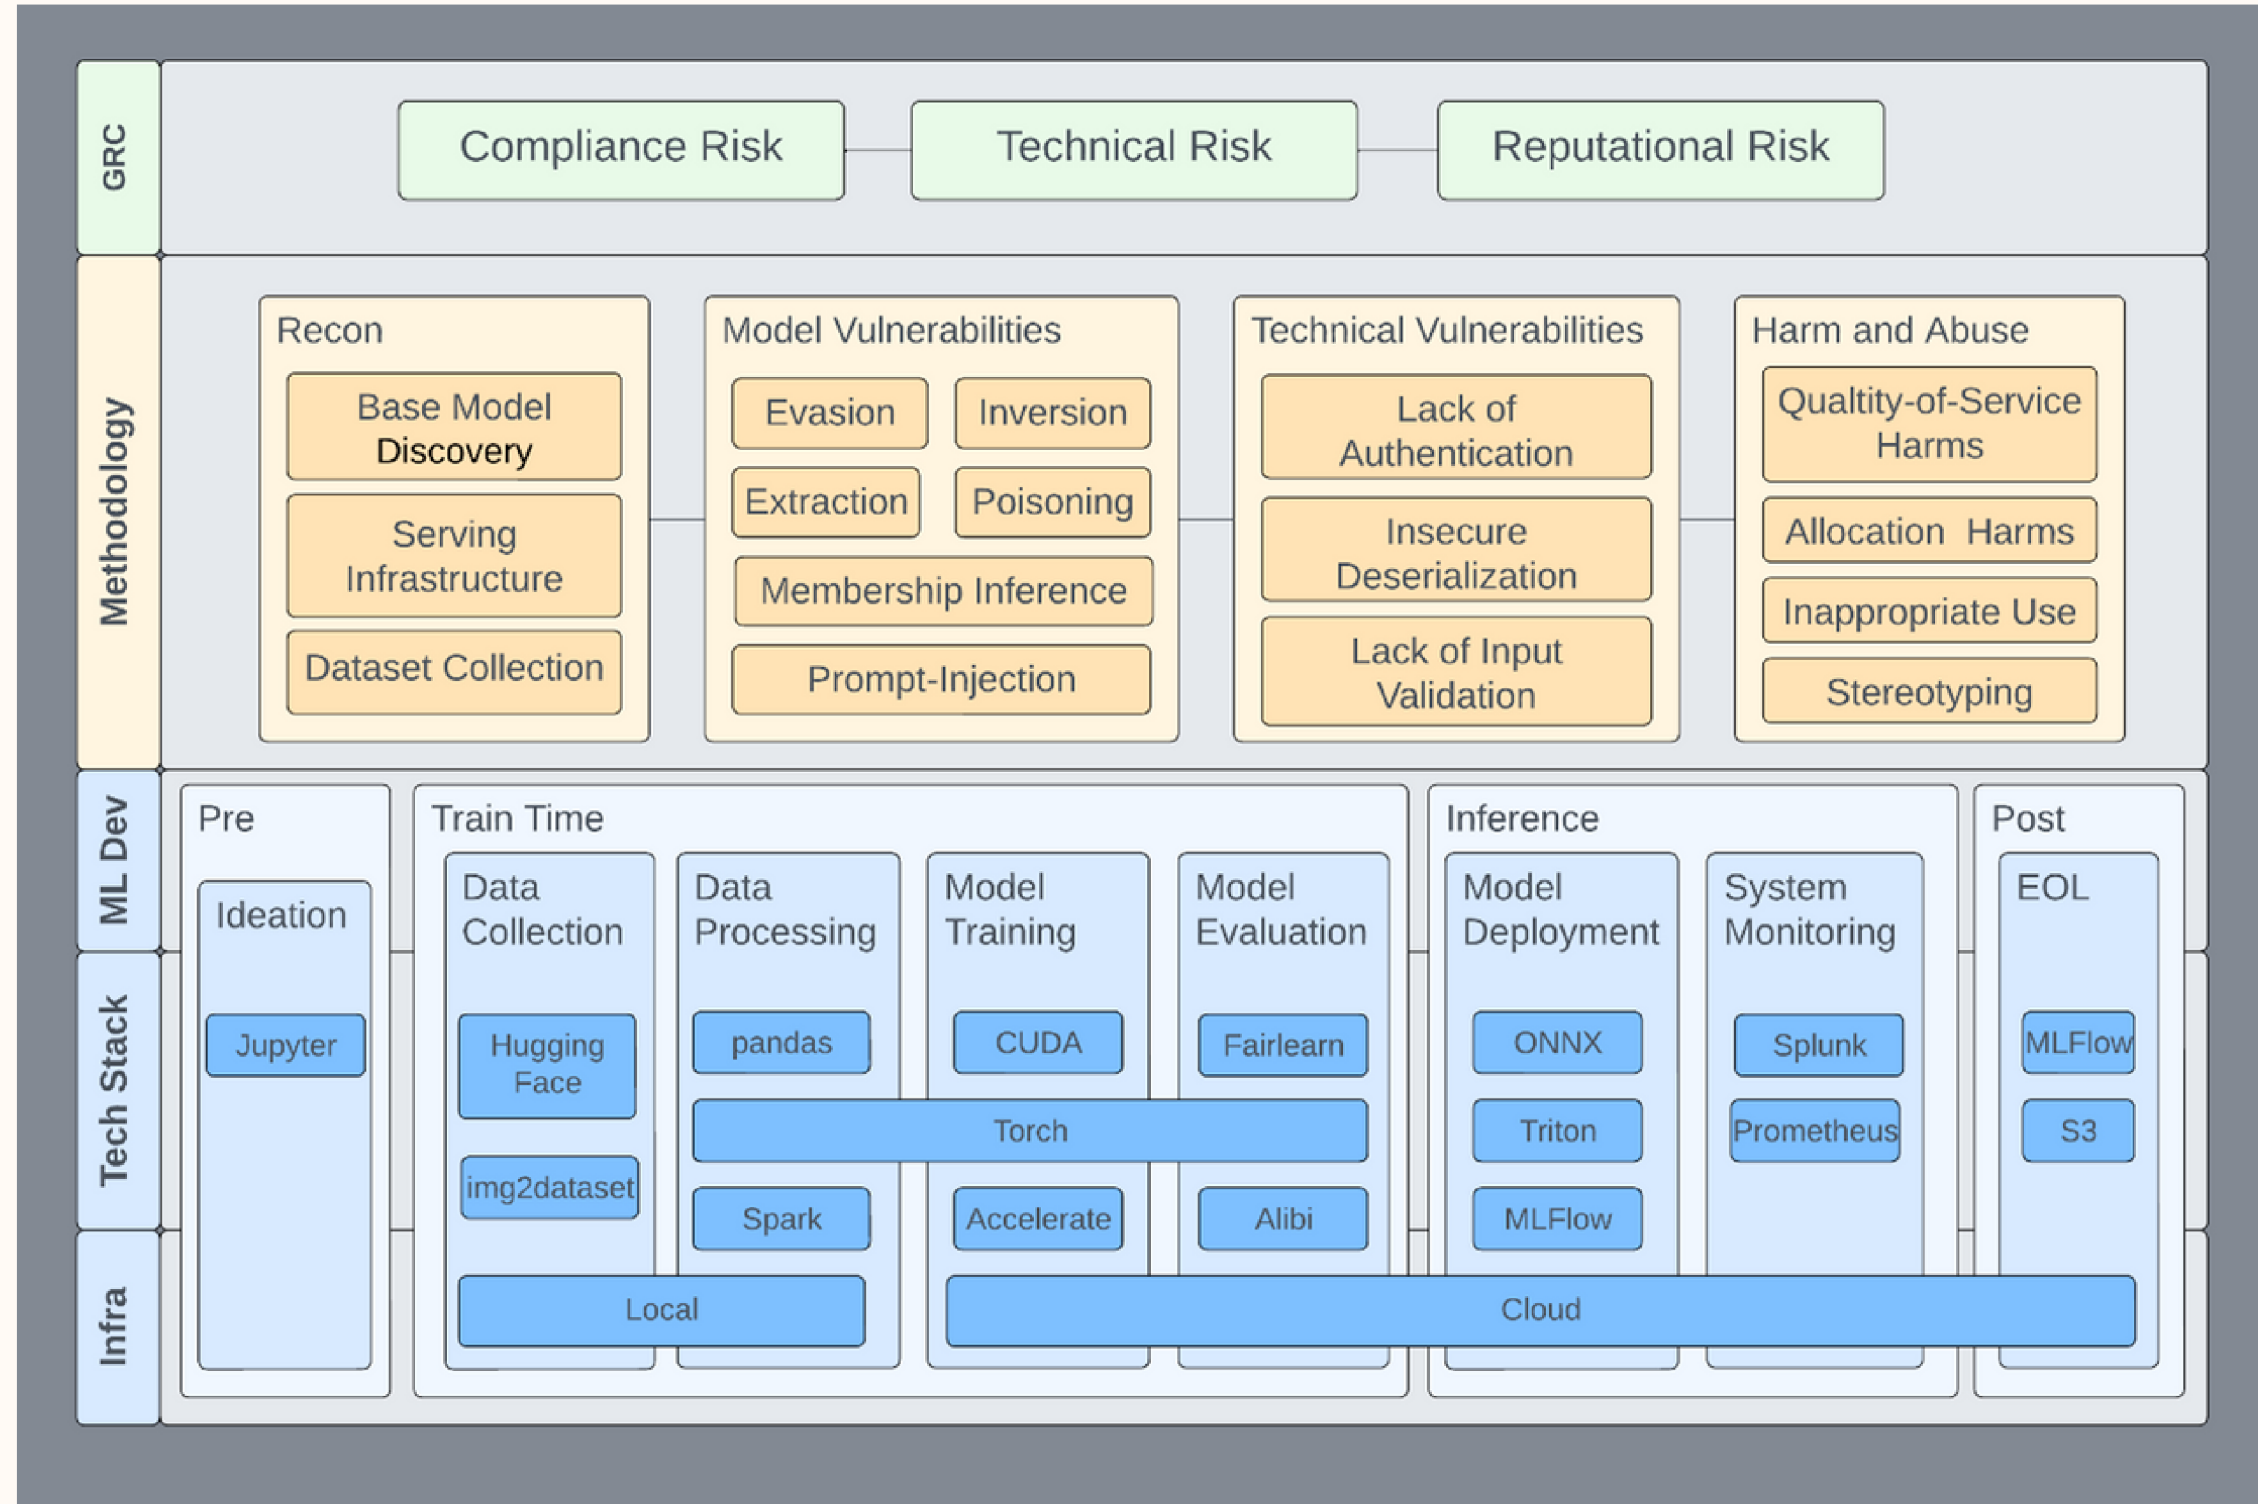 GRC
Compliance Risk
Technical Risk
Reputational Risk
Methodology
Recon
Base Model
Discovery
Serving
Infrastructure
Dataset Collection
Model Vulnerabilities
Evasion
Inversion
Extraction
Poisoning
Membership Inference
Prompt-Injection
Technical Vulnerabilities
Lack of
Authentication
Insecure
Deserialization
Lack of Input
Validation
Harm and Abuse
Qualtity-of-Service
Harms
Allocation Harms
Inappropriate Use
Stereotyping
ML Dev
Tech Stack
Infra
Pre
Ideation
Jupyter
Train Time
Data
Collection
Hugging
Face
img2dataset
Data
Processing
pandas
Spark
Model
Training
CUDA
Accelerate
Model
Evaluation
Fairlearn
Alibi
Torch
Local
Inference
Model
Deployment
ONNX
Triton
MLFlow
System
Monitoring
Splunk
Prometheus
Post
EOL
MLFlow
S3
Cloud